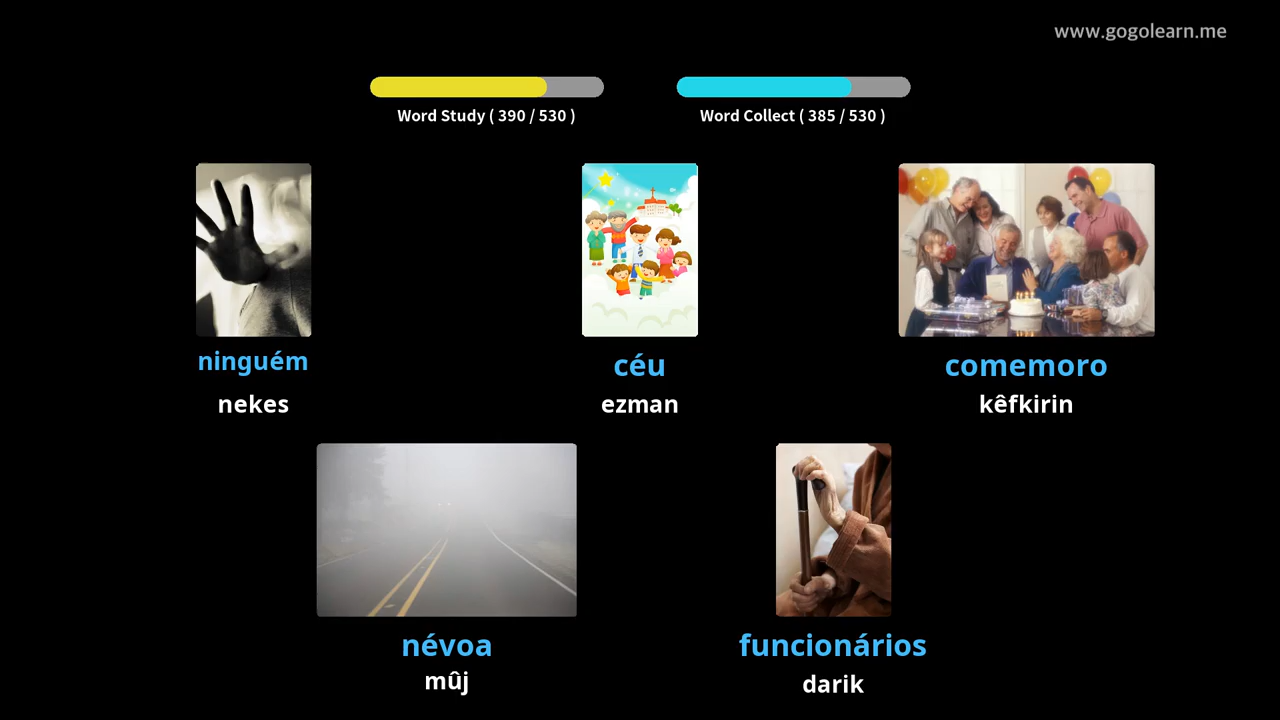 www.gogolearn.me
Word Study ( 390 / 530 )
Word Collect ( 385 / 530 )
ninguém
nekes
céu
ezman
comemoro
kêfkirin
névoa
mûj
funcionários
darik